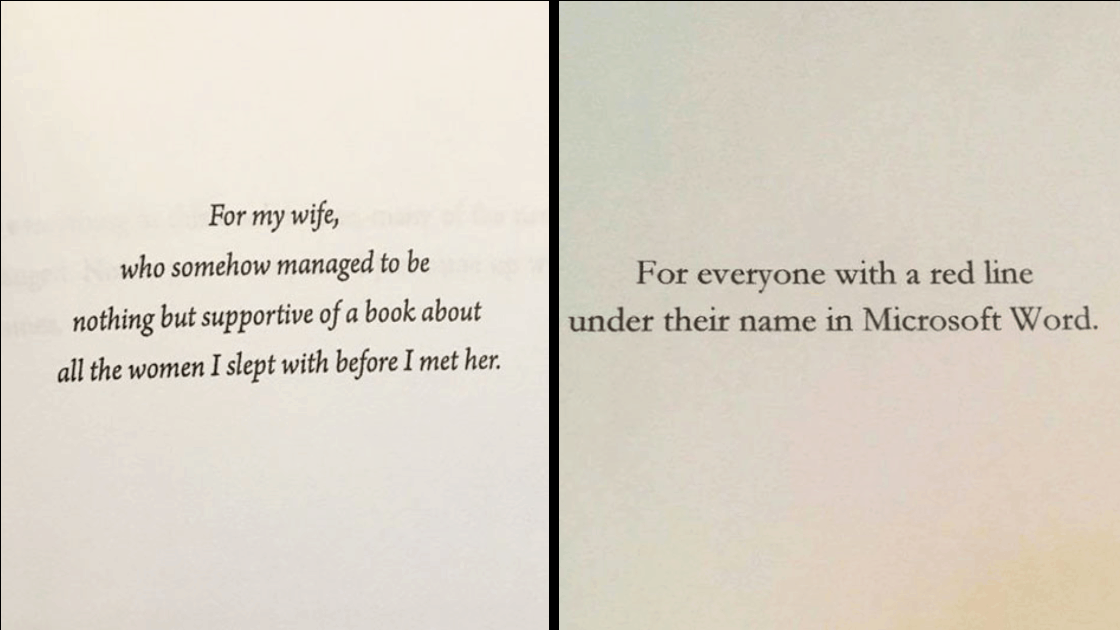 For my wife,
who somehow managed to be
nothing but supportive of a book about
all the women I slept with before I met her.
For everyone with a red line
under their name in Microsoft Word.